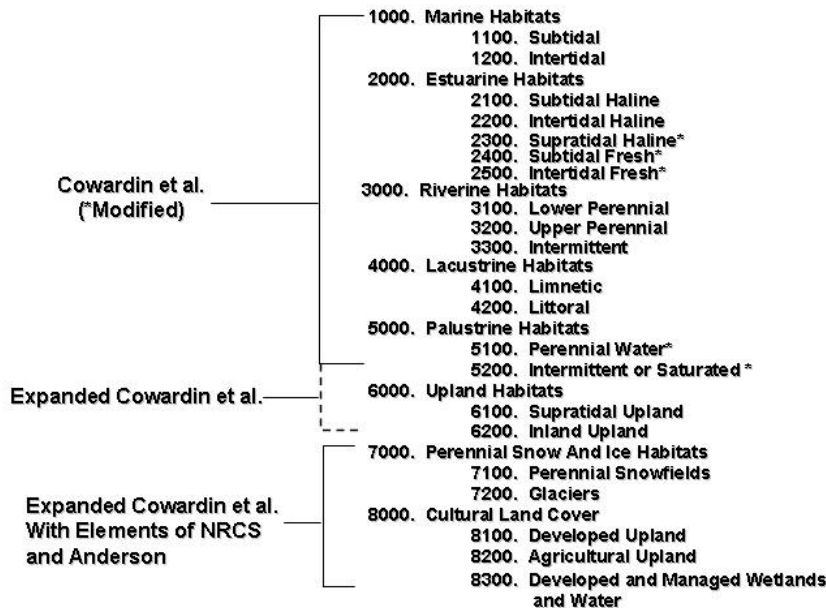 1000. Marine Habitats
1100. Subtidal
1200. Intertidal
2000. Estuarine Habitats
2100. Subtidal Haline
2200. Intertidal Haline
2300. Supratidal Haline*
2400. Subtidal Fresh*
2500. Intertidal Fresh*
Cowardin et al.
(*Modified)
3000. Riverine Habitats
3100. Lower Perennial
3200. Upper Perennial
3300. Intermittent
4000. Lacustrine Habitats
4100. Limnetic
4200. Littoral
5000. Palustrine Habitats
5100. Perennial Water*
5200. Intermittent or Saturated *
Expanded Cowardin et al.
6000. Upland Habitats
6100. Supratidal Upland
6200. Inland Upland
7000. Perennial Snow And Ice Habitats
7100. Perennial Snowfields
7200. Glaciers
Expanded Cowardin et al.
With Elements of NRCS
and Anderson
8000. Cultural Land Cover
8100. Developed Upland
8200. Agricultural Upland
8300. Developed and Managed Wetlands
and Water